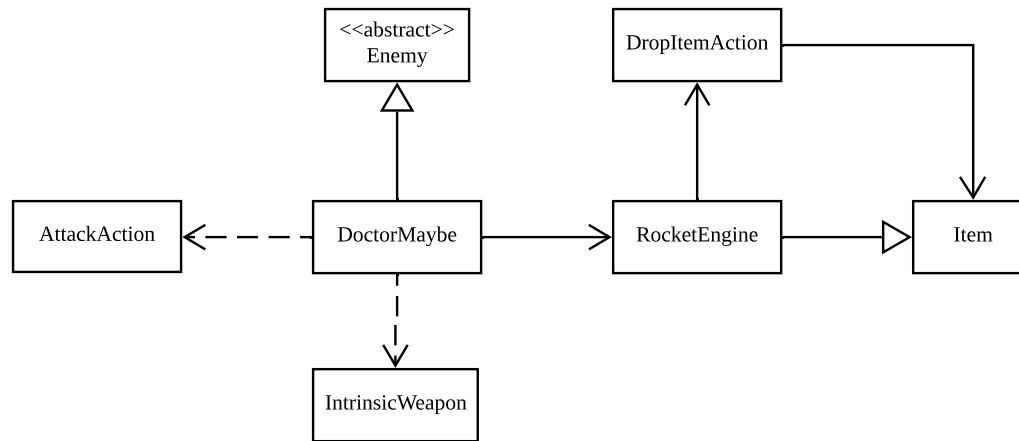 <<abstract>>
Enemy
DropItemAction
AttackAction
DoctorMaybe
RocketEngine
Item
IntrinsicWeapon